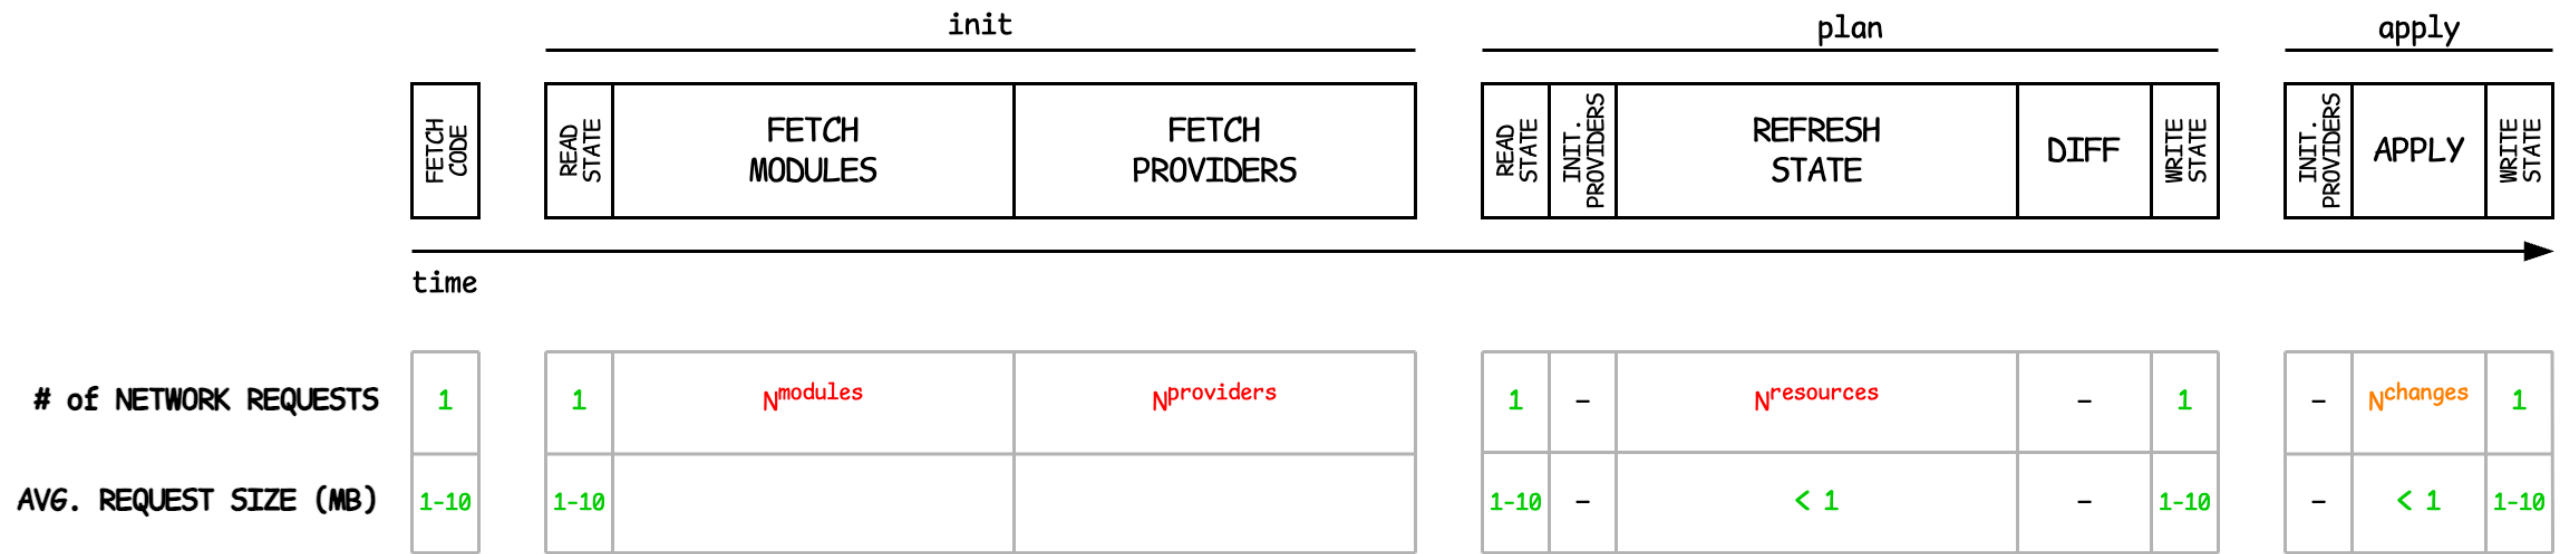 init
plan
apply
FETCH
CODE
READ
STATE
FETCH
MODULES
FETCH
PROVIDERS
READ
STATE
INIT.
PROVIDERS
REFRESH
STATE
DIFF
WRITE
STATE
INIT.
PROVIDERS
APPLY
WRITE
STATE
time
# of NETWORK REQUESTS 1 1 Nmodules Nproviders 1 – Nresources – 1 – Nchanges 1
AVG. REQUEST SIZE (MB) 1-10 1-10 1-10 – < 1 – 1-10 – < 1 1-10